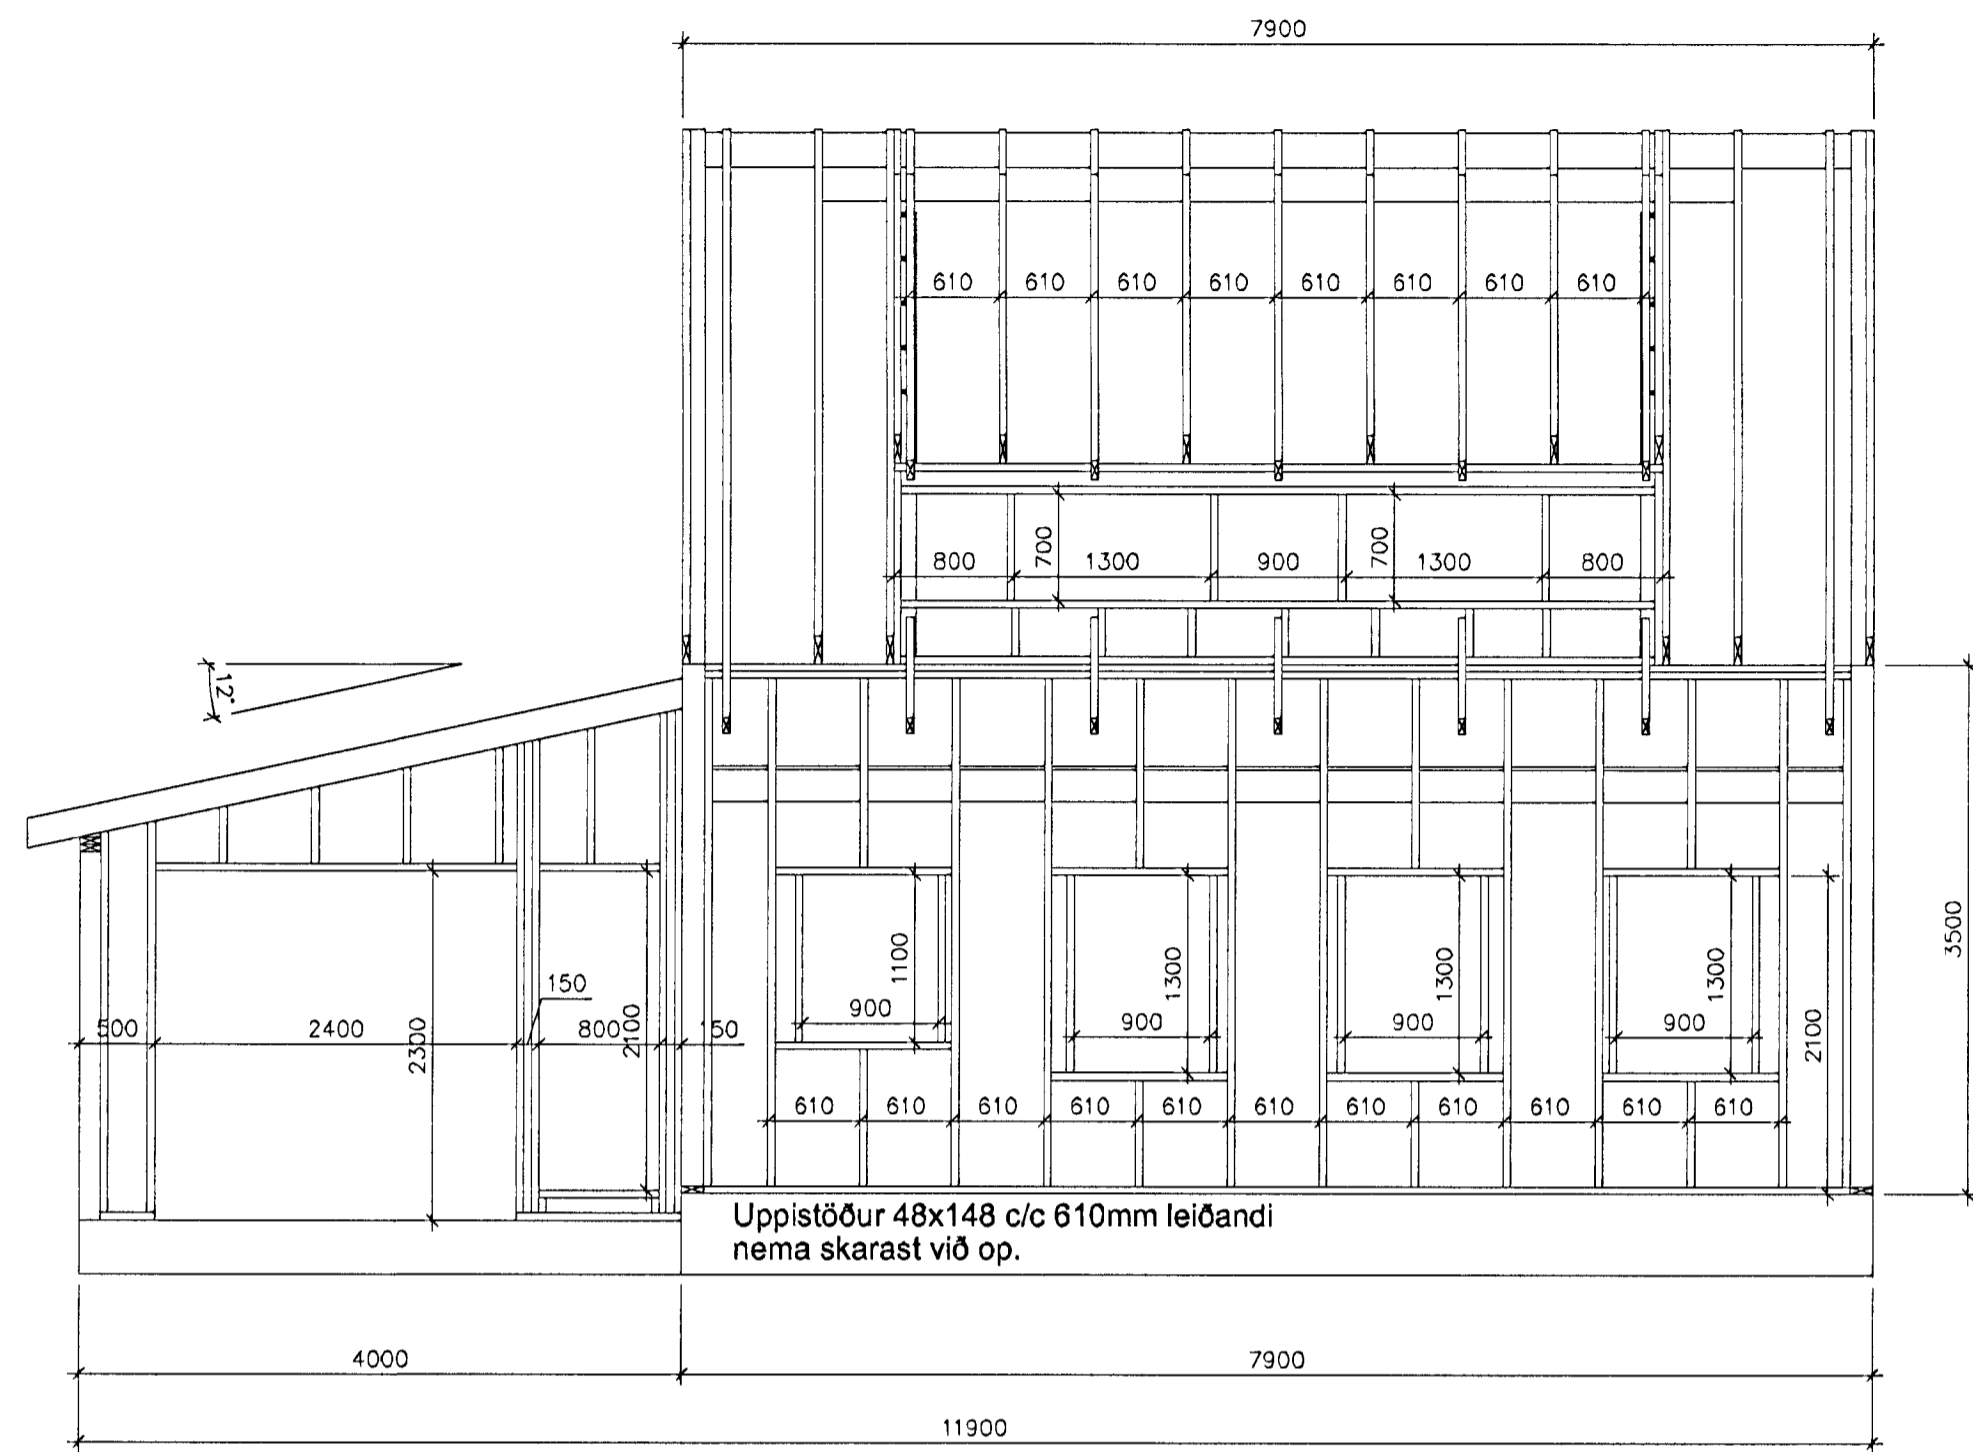 7900
610 610 610 610 610 610 610 610
700 700
800 1300 900 1300 800
12°
3500
1100 1300 1300 1300
150
900 900 900 900
500 2400 2300 800 2100 150 2100
610 610 610 610 610 610 610 610 610 610 610
Uppistöður 48x148 c/c 610mm leiðandi
nema skarast við op.
4000 7900
11900